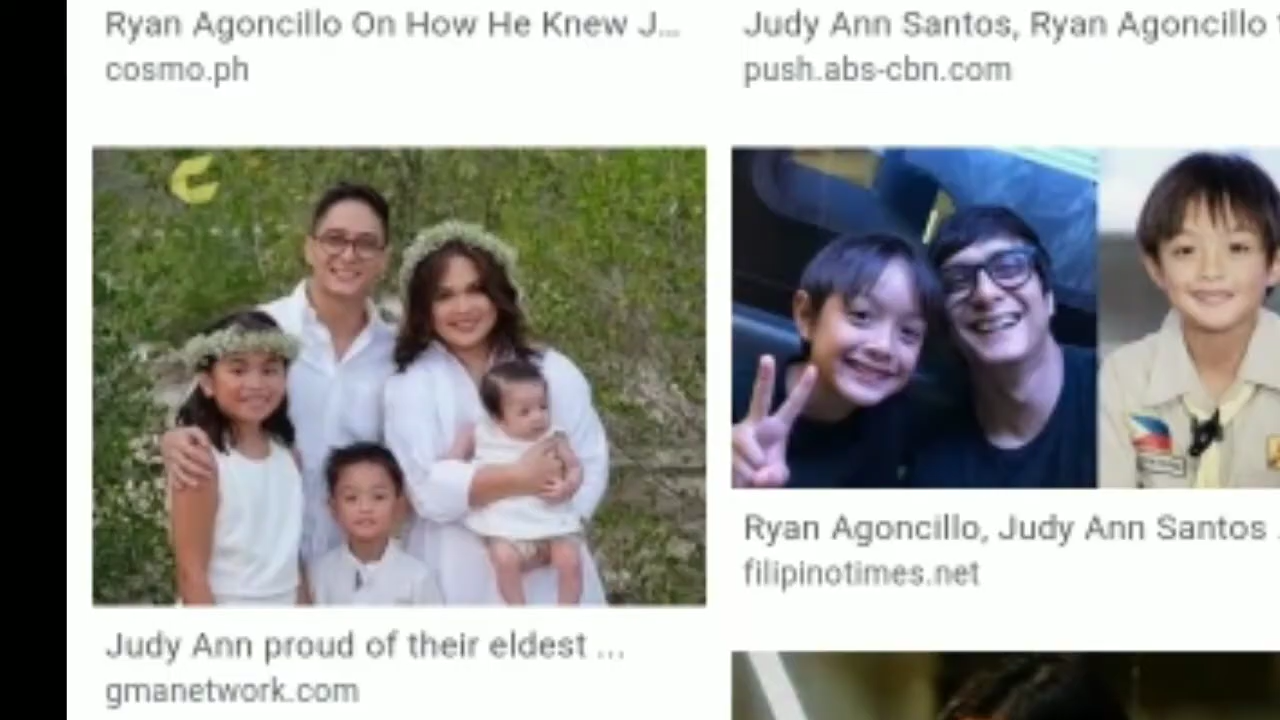 Ryan Agoncillo On How He Knew J...
cosmo.ph
Judy Ann Santos, Ryan Agoncillo
push.abs-cbn.com
Judy Ann proud of their eldest ...
gmanetwork.com
Ryan Agoncillo, Judy Ann Santos
filipinotimes.net